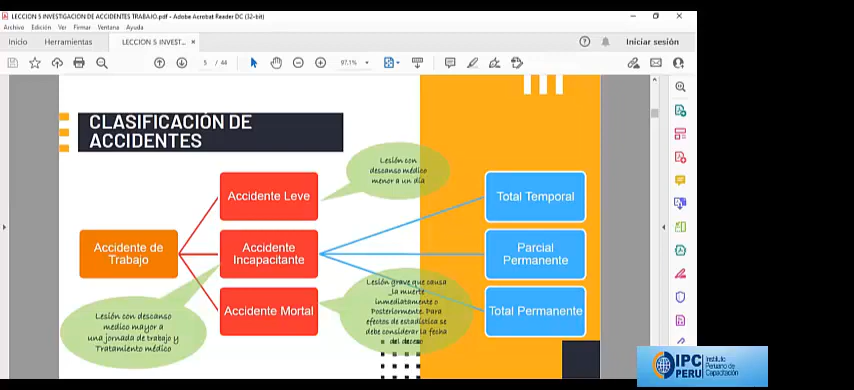 LECCION 5 INVESTIGACION DE ACCIDENTES TRABAJO.pdf - Adobe Acrobat Reader DC (32-bit)
Archivo Edición Ver Firmar Ventana Ayuda
Inicio Herramientas LECCION 5 INVEST... × Iniciar sesión
5 / 44 97,1%
CLASIFICACIÓN DE
ACCIDENTES
Lesión con
descanso médico
menor a un día
Accidente Leve
Total Temporal
Accidente de
Trabajo
Accidente
Incapacitante
Parcial
Permanente
Lesión grave que causa
la muerte
inmediatamente o
Posteriormente. Para
efectos de estadística se
debe considerar la fecha
del deceso
Accidente Mortal
Total Permanente
Lesión con descanso
medico mayor a
una jornada de trabajo y
Tratamiento médico
IPC
PERU
Instituto
Peruano de
Capacitación